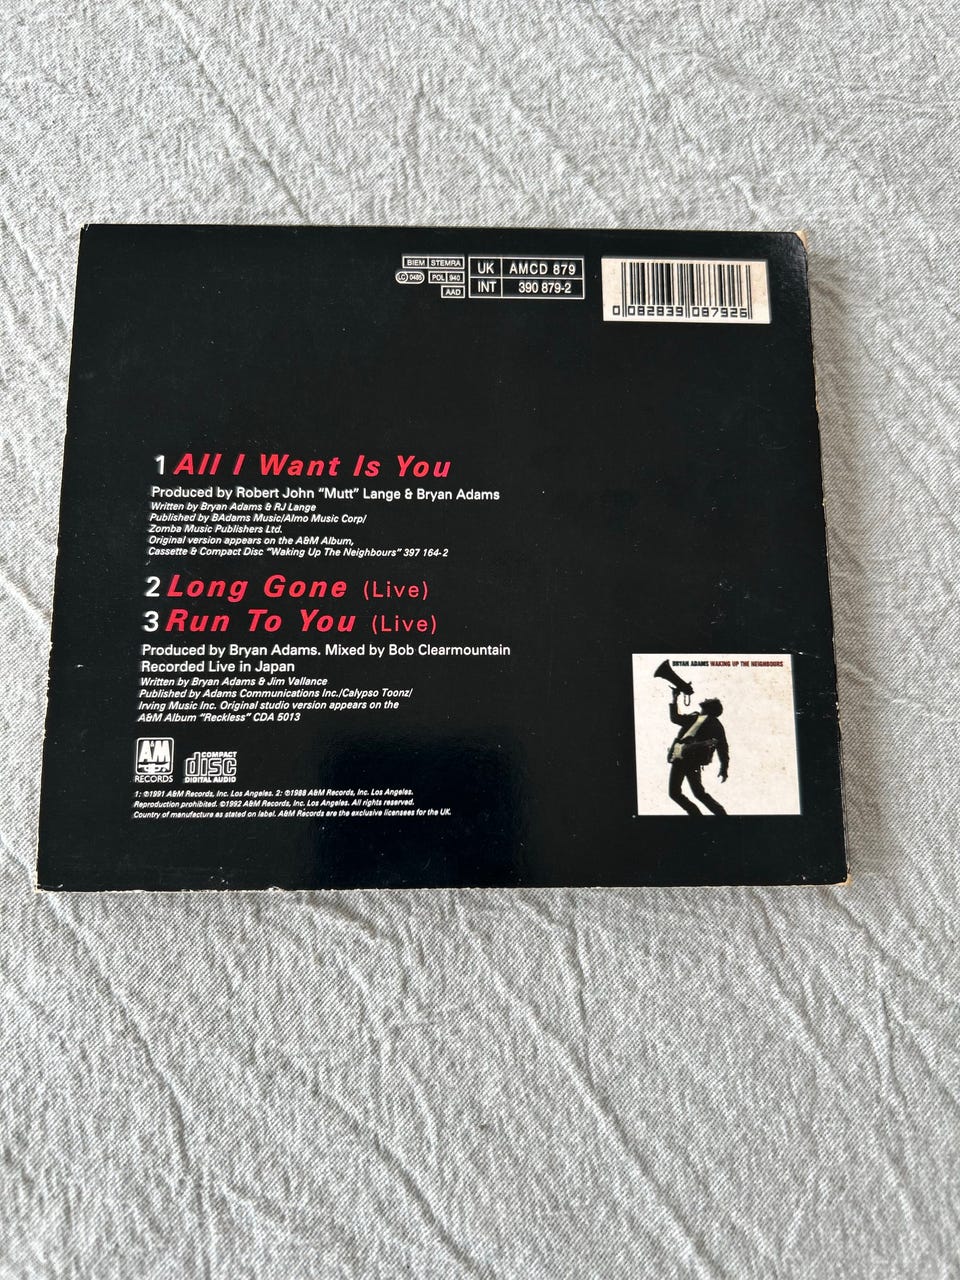 BIEM STEMRA
LC 0485 POL 940
AAD
UK AMCD 879
INT 390 879-2
0 082839 087926
1 All I Want Is You
Produced by Robert John "Mutt" Lange & Bryan Adams
Written by Bryan Adams & RJ Lange
Published by BAdams Music/Almo Music Corp/
Zomba Music Publishers Ltd.
Original version appears on the A&M Album,
Cassette & Compact Disc "Waking Up The Neighbours" 397 164-2
2 Long Gone (Live)
3 Run To You (Live)
Produced by Bryan Adams. Mixed by Bob Clearmountain
Recorded Live in Japan
Written by Bryan Adams & Jim Vallance
Published by Adams Communications Inc./Calypso Toonz/
Irving Music Inc. Original studio version appears on the
A&M Album "Reckless" CDA 5013
BRYAN ADAMS WAKING UP THE NEIGHBOURS
A&M
RECORDS
COMPACT
disc
DIGITAL AUDIO
1: ℗1991 A&M Records, Inc. Los Angeles. 2: ℗1988 A&M Records, Inc. Los Angeles.
Reproduction prohibited. ©1992 A&M Records, Inc. Los Angeles. All rights reserved.
Country of manufacture as stated on label. A&M Records are the exclusive licensees for the UK.